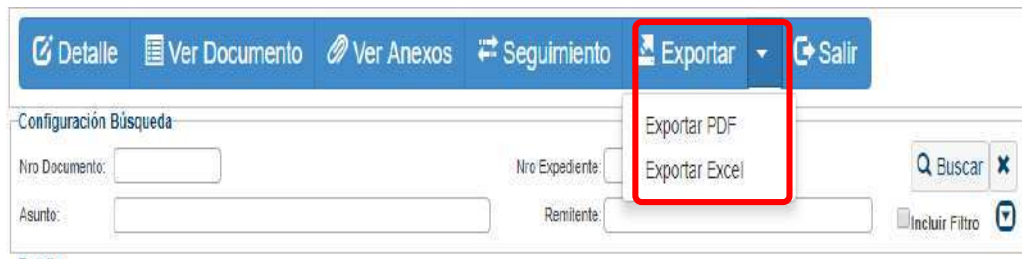 Detalle Ver Documento Ver Anexos Seguimiento Exportar Salir
Exportar PDF
Exportar Excel
Configuración Búsqueda
Nro Documento: Nro Expediente: Buscar
Asunto: Remitente: Incluir Filtro